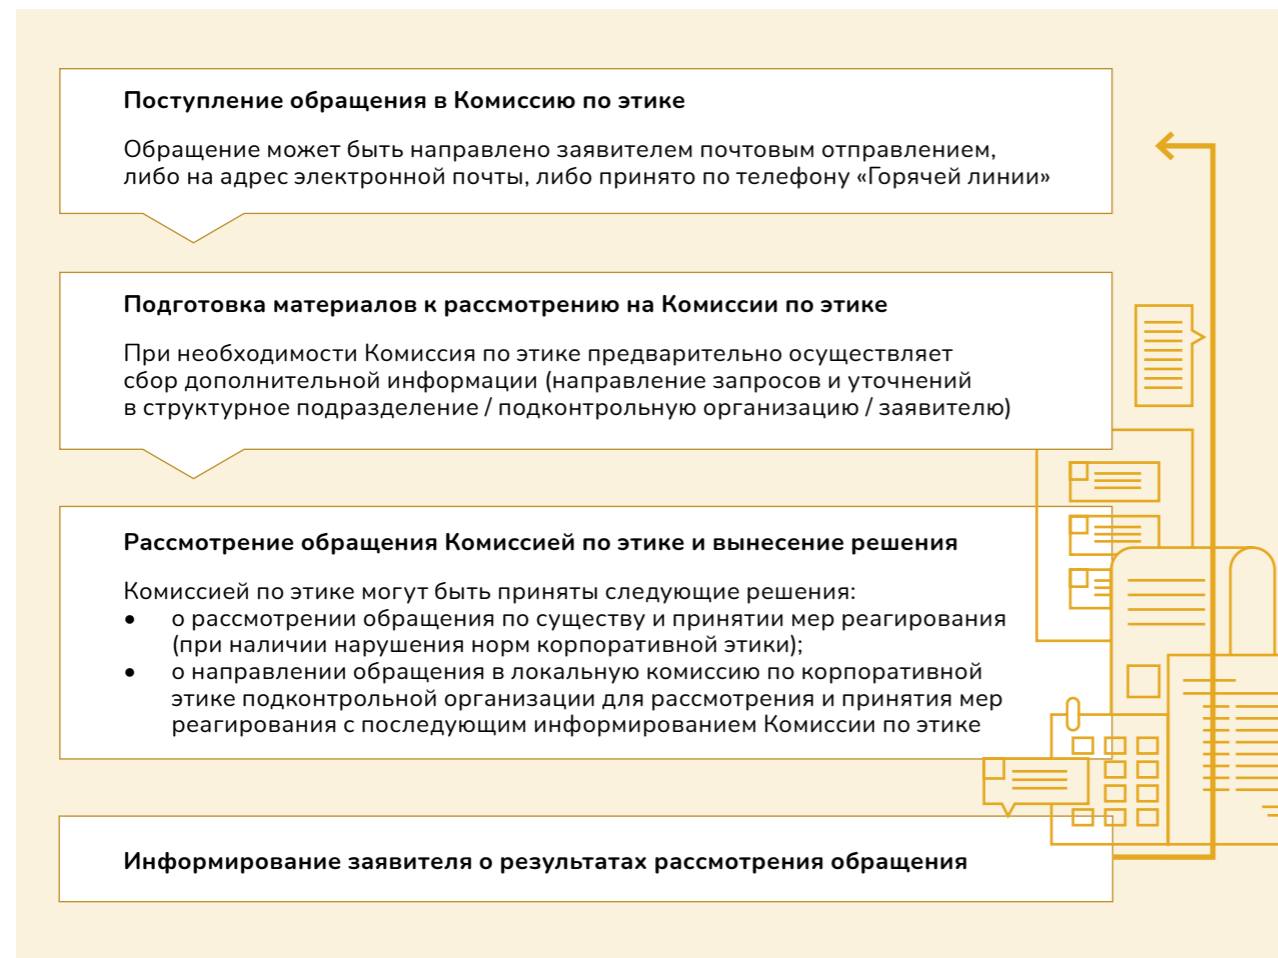 Поступление обращения в Комиссию по этике
Обращение может быть направлено заявителем почтовым отправлением,
либо на адрес электронной почты, либо принято по телефону «Горячей линии»
Подготовка материалов к рассмотрению на Комиссии по этике
При необходимости Комиссия по этике предварительно осуществляет
сбор дополнительной информации (направление запросов и уточнений
в структурное подразделение / подконтрольную организацию / заявителю)
Рассмотрение обращения Комиссией по этике и вынесение решения
Комиссией по этике могут быть приняты следующие решения:
• о рассмотрении обращения по существу и принятии мер реагирования
(при наличии нарушения норм корпоративной этики);
• о направлении обращения в локальную комиссию по корпоративной
этике подконтрольной организации для рассмотрения и принятия мер
реагирования с последующим информированием Комиссии по этике
Информирование заявителя о результатах рассмотрения обращения